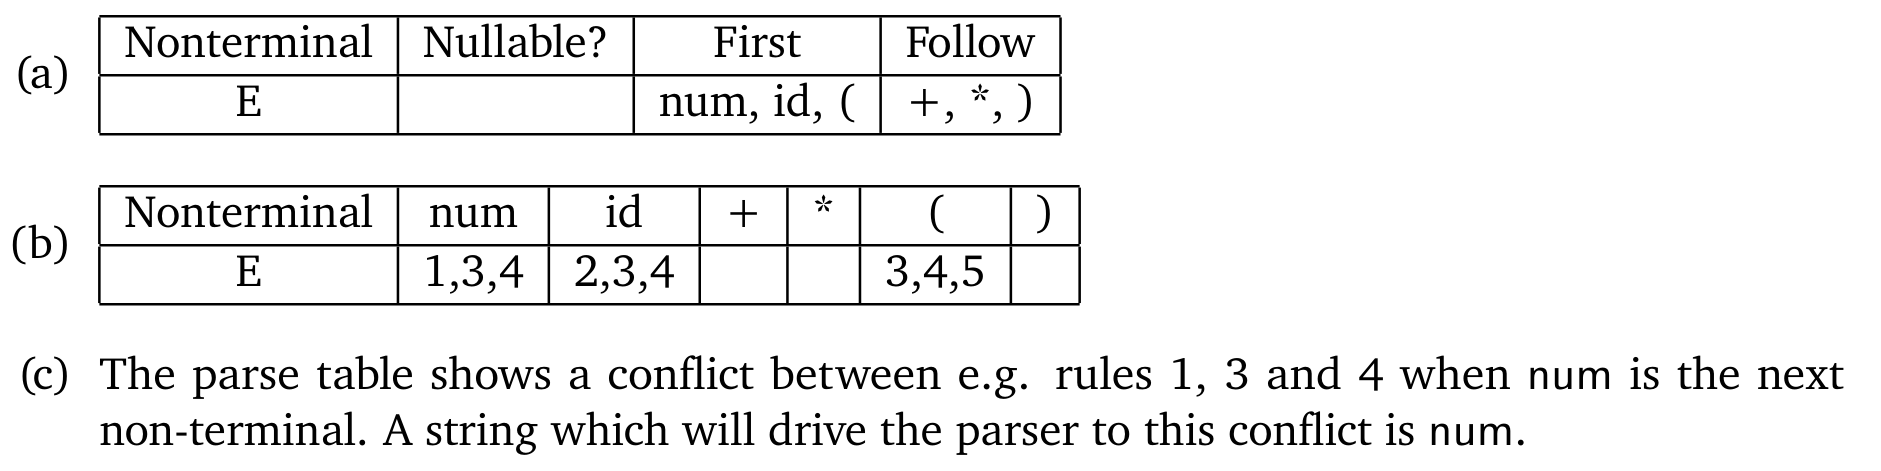 (a)
Nonterminal Nullable? First Follow
E num, id, ( +, *, )
(b)
Nonterminal num id + * ( )
E 1,3,4 2,3,4 3,4,5
(c) The parse table shows a conflict between e.g. rules 1, 3 and 4 when num is the next
non-terminal. A string which will drive the parser to this conflict is num.